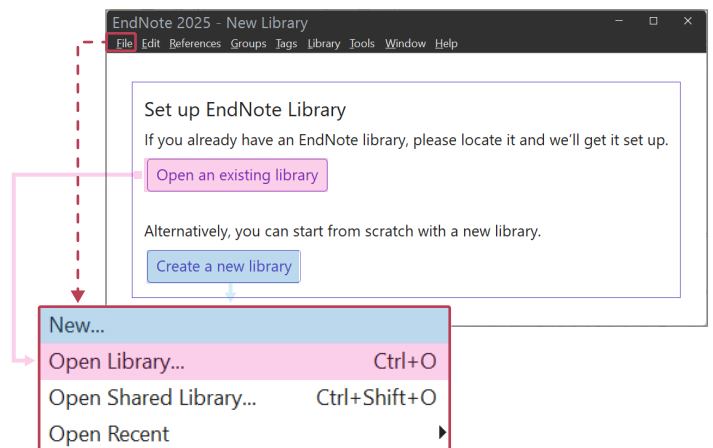 EndNote 2025 - New Library
File Edit References Groups Tags Library Tools Window Help
Set up EndNote Library
If you already have an EndNote library, please locate it and we'll get it set up.
Open an existing library
Alternatively, you can start from scratch with a new library.
Create a new library
New...
Open Library... Ctrl+O
Open Shared Library... Ctrl+Shift+O
Open Recent